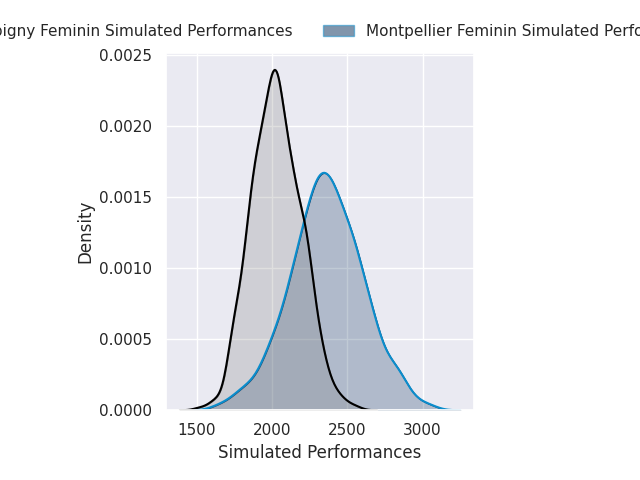 bigny Feminin Simulated Performances Montpellier Feminin Simulated Perfo
0.0025
0.0020
0.0015
0.0010
0.0005
0.0000
Density
1500 2000 2500 3000
Simulated Performances